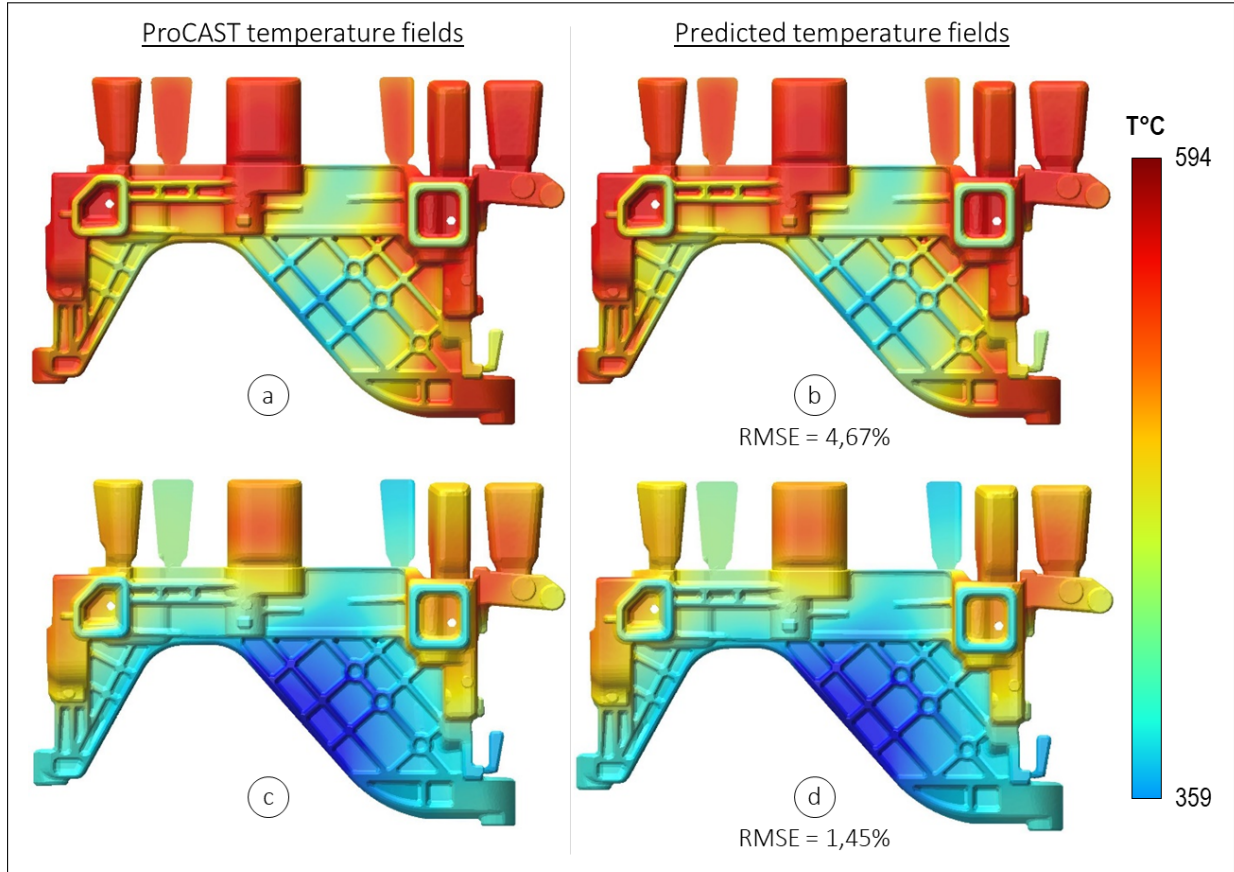 ProCAST temperature fields
Predicted temperature fields
T°C
594
a
b
RMSE = 4,67%
c
d
359
RMSE = 1,45%